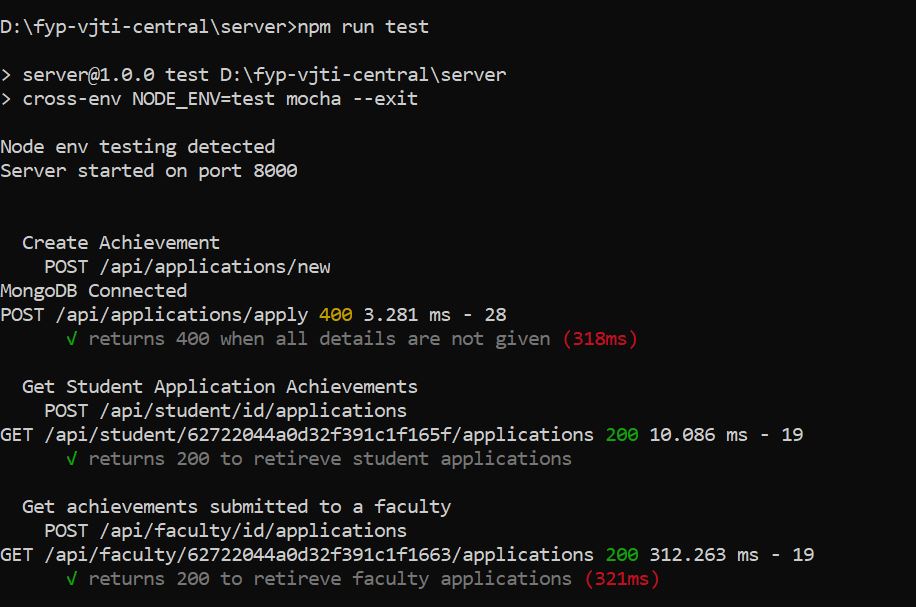 D:\fyp-vjti-central\server>npm run test
> server@1.0.0 test D:\fyp-vjti-central\server
> cross-env NODE_ENV=test mocha --exit
Node env testing detected
Server started on port 8000
Create Achievement
POST /api/applications/new
MongoDB Connected
POST /api/applications/apply 400 3.281 ms - 28
√ returns 400 when all details are not given (318ms)
Get Student Application Achievements
POST /api/student/id/applications
GET /api/student/62722044a0d32f391c1f165f/applications 200 10.086 ms - 19
√ returns 200 to retireve student applications
Get achievements submitted to a faculty
POST /api/faculty/id/applications
GET /api/faculty/62722044a0d32f391c1f1663/applications 200 312.263 ms - 19
√ returns 200 to retireve faculty applications (321ms)